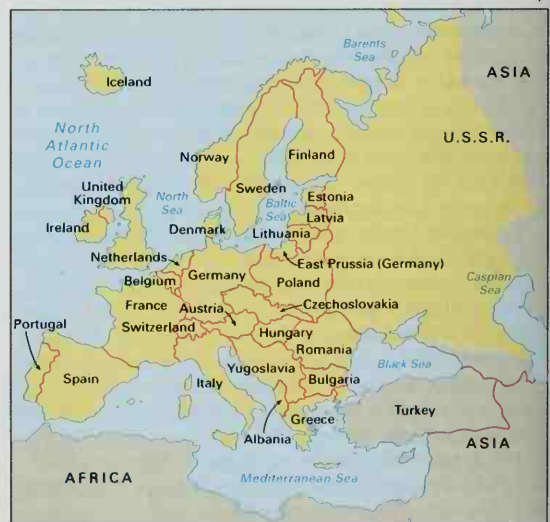 Barents
Sea
ASIA
Iceland
U.S.S.R.
North
Atlantic
Ocean
Norway
Finland
United
Kingdom
North
Sea
Sweden
Baltic
Sea
Estonia
Latvia
Ireland
Denmark
Lithuania
Netherlands
East Prussia (Germany)
Belgium
Germany
Poland
Caspian
Sea
France
Austria
Czechoslovakia
Portugal
Switzerland
Hungary
Romania
Black Sea
Spain
Italy
Yugoslavia
Bulgaria
Turkey
Greece
Albania
ASIA
AFRICA
Mediterranean Sea